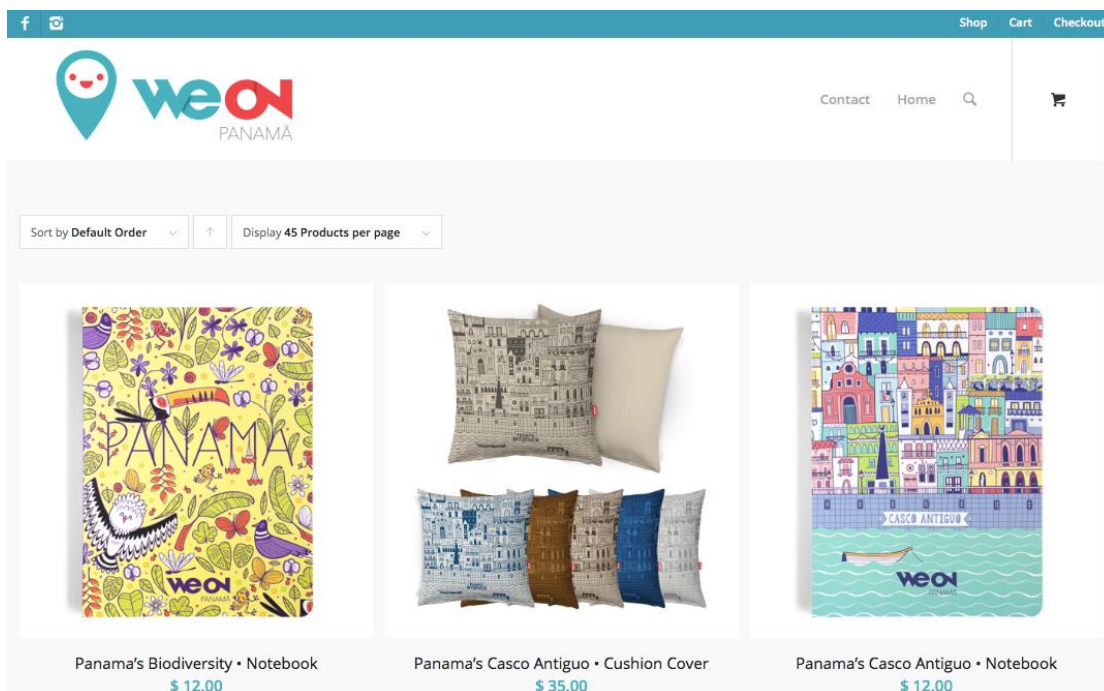 Shop Cart Checkout
WEON
PANAMÁ
Contact Home
Sort by Default Order
Display 45 Products per page
PANAMA
WEON
PANAMÁ
CASCO ANTIGUO
WEON
PANAMÁ
Panama's Biodiversity • Notebook
$ 12.00
Panama's Casco Antiguo • Cushion Cover
$ 35.00
Panama's Casco Antiguo • Notebook
$ 12.00